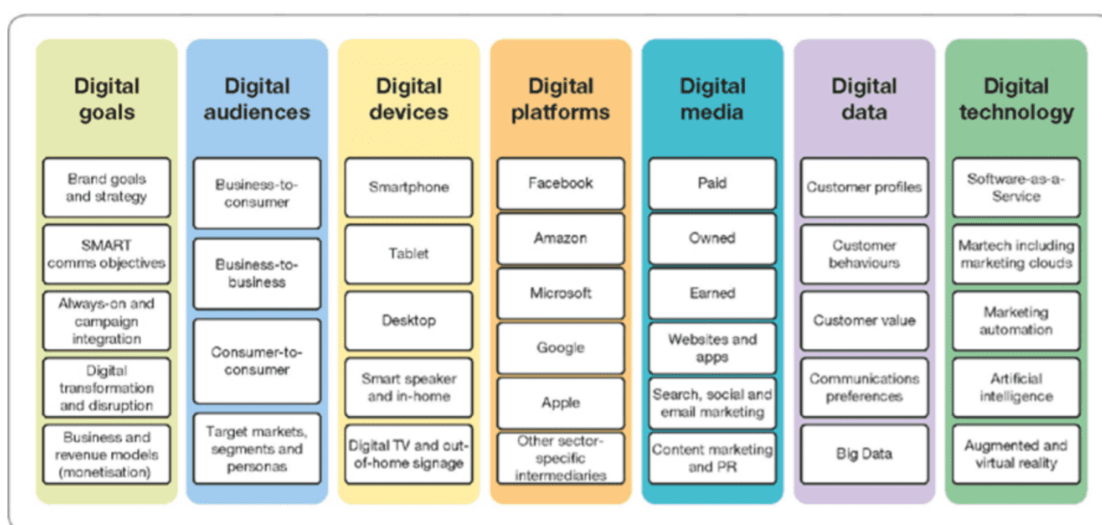 Digital
goals
Brand goals
and strategy
SMART
comms objectives
Always-on and
campaign
integration
Digital
transformation
and disruption
Business and
revenue models
(monetisation)
Digital
audiences
Business-to-
consumer
Business-to-
business
Consumer-to-
consumer
Target markets,
segments and
personas
Digital
devices
Smartphone
Tablet
Desktop
Smart speaker
and in-home
Digital TV and out-
of-home signage
Digital
platforms
Facebook
Amazon
Microsoft
Google
Apple
Other sector-
specific
intermediaries
Digital
media
Paid
Owned
Earned
Websites and
apps
Search, social and
email marketing
Content marketing
and PR
Digital
data
Customer profiles
Customer
behaviours
Customer value
Communications
preferences
Big Data
Digital
technology
Software-as-a-
Service
Martech including
marketing clouds
Marketing
automation
Artificial
intelligence
Augmented and
virtual reality